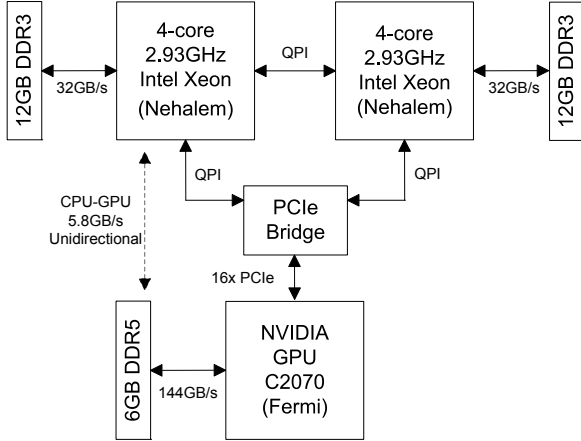 12GB DDR3
32GB/s
4-core
2.93GHz
Intel Xeon
(Nehalem)
QPI
4-core
2.93GHz
Intel Xeon
(Nehalem)
32GB/s
12GB DDR3
CPU-GPU
5.8GB/s
Unidirectional
QPI
QPI
PCIe
Bridge
16x PCIe
6GB DDR5
144GB/s
NVIDIA
GPU
C2070
(Fermi)